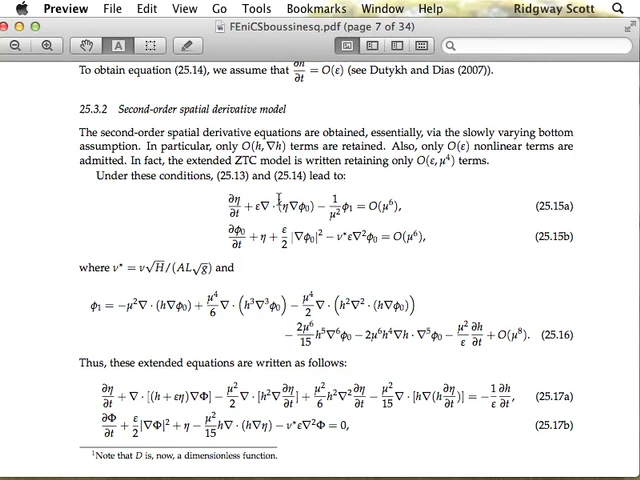 Preview File Edit View Go Tools Bookmarks Window Help Ridgway Scott
FEniCSboussinesq.pdf (page 7 of 34)
To obtain equation (25.14), we assume that ∂h/∂t = O(ε) (see Dutykh and Dias (2007)).
25.3.2 Second-order spatial derivative model
The second-order spatial derivative equations are obtained, essentially, via the slowly varying bottom
assumption. In particular, only O(h, ∇h) terms are retained. Also, only O(ε) nonlinear terms are
admitted. In fact, the extended ZTC model is written retaining only O(ε, μ⁴) terms.
Under these conditions, (25.13) and (25.14) lead to:
∂η/∂t + ε∇ · (η∇ϕ₀) − 1/μ² ϕ₁ = O(μ⁶), (25.15a)
∂ϕ₀/∂t + η + ε/2 |∇ϕ₀|² − ν*ε∇²ϕ₀ = O(μ⁶), (25.15b)
where ν* = ν√H/(AL√g) and
ϕ₁ = −μ²∇ · (h∇ϕ₀) + μ⁴/6 ∇ · (h³∇³ϕ₀) − μ⁴/2 ∇ · (h²∇² · (h∇ϕ₀))
− 2μ⁶/15 h⁵∇⁶ϕ₀ − 2μ⁶h⁴∇h · ∇⁵ϕ₀ − μ²/ε ∂h/∂t + O(μ⁸). (25.16)
Thus, these extended equations are written as follows:
∂η/∂t + ∇ · [(h + εη)∇Φ] − μ²/2 ∇ · [h²∇∂η/∂t] + μ²/6 h²∇²∂η/∂t − μ²/15 ∇ · [h∇(h∂η/∂t)] = −1/ε ∂h/∂t, (25.17a)
∂Φ/∂t + ε/2 |∇Φ|² + η − μ²/15 h∇ · (h∇η) − ν*ε∇²Φ = 0, (25.17b)
¹Note that D is, now, a dimensionless function.